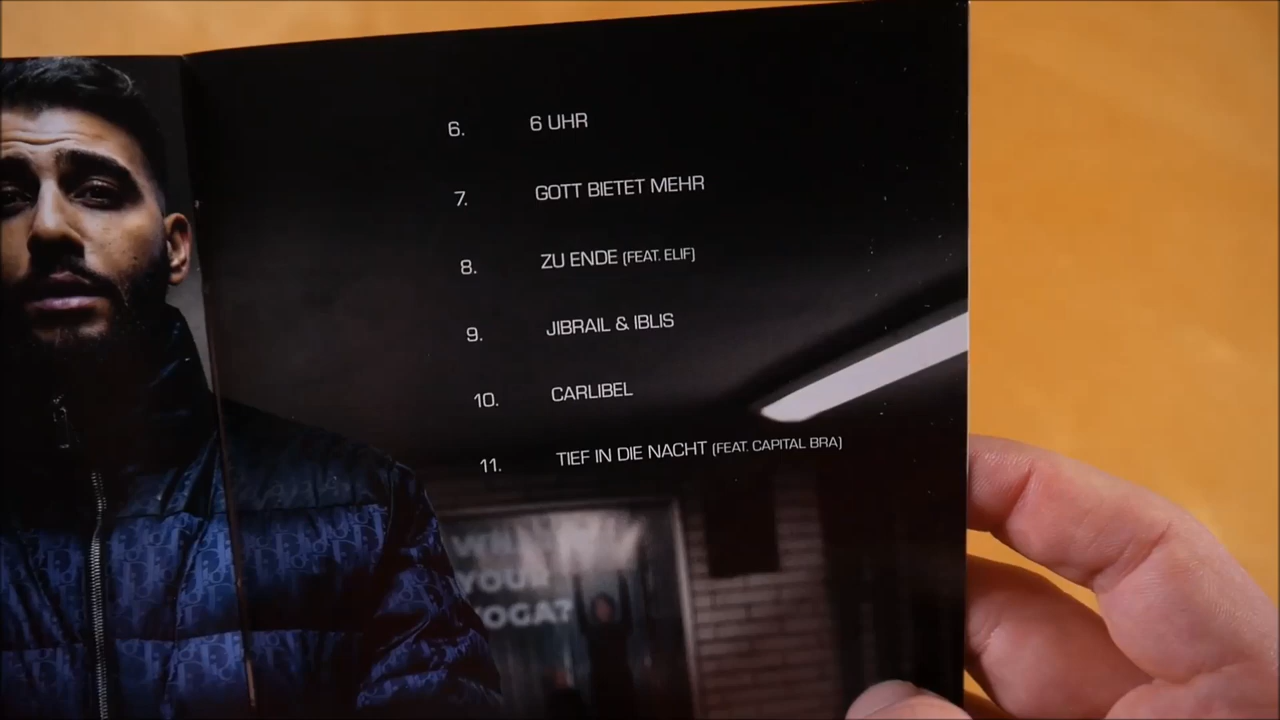 6. 6 UHR
7. GOTT BIETET MEHR
8. ZU ENDE (FEAT. ELIF)
9. JIBRAIL & IBLIS
10. CARLIBEL
11. TIEF IN DIE NACHT (FEAT. CAPITAL BRA)
YOUR
YOGA?